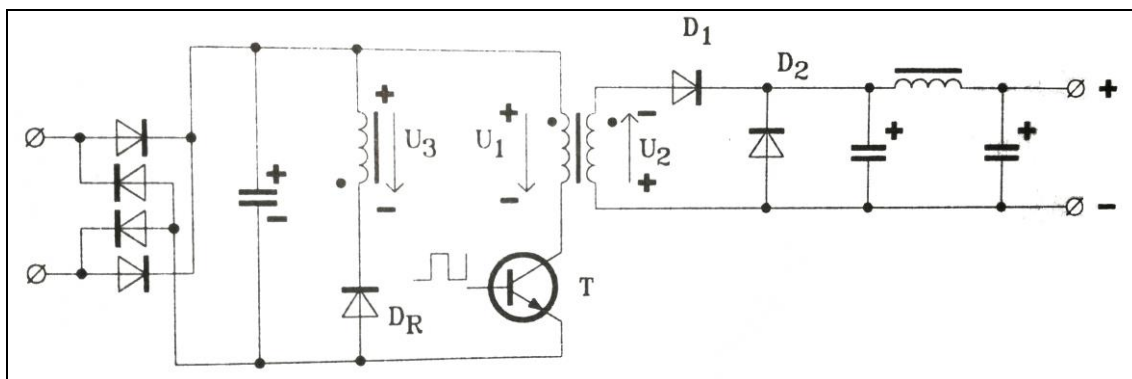 D1
D2
+
+
+
+
U3
U1
U2
-
+
+
-
-
-
+
-
T
DR